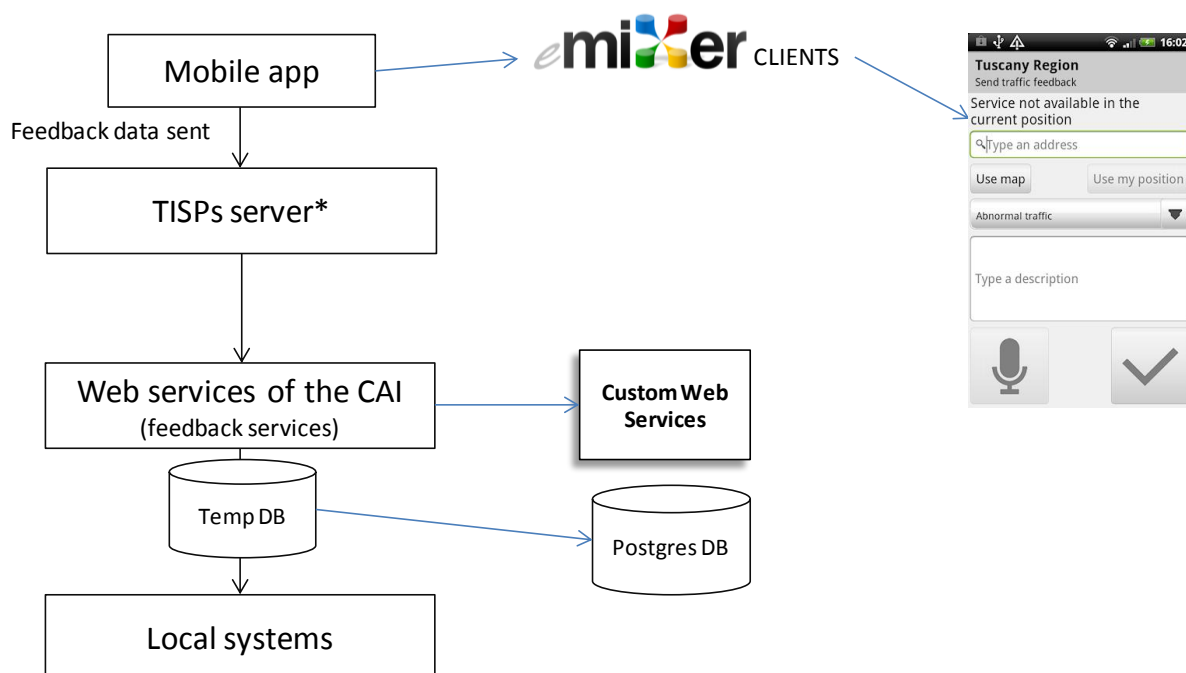 Mobile app
emixer CLIENTS
Feedback data sent
TISPs server*
Web services of the CAI
(feedback services)
Custom Web
Services
Temp DB
Postgres DB
Local systems
16:02
Tuscany Region
Send traffic feedback
Service not available in the
current position
Type an address
Use map
Use my position
Abnormal traffic
Type a description